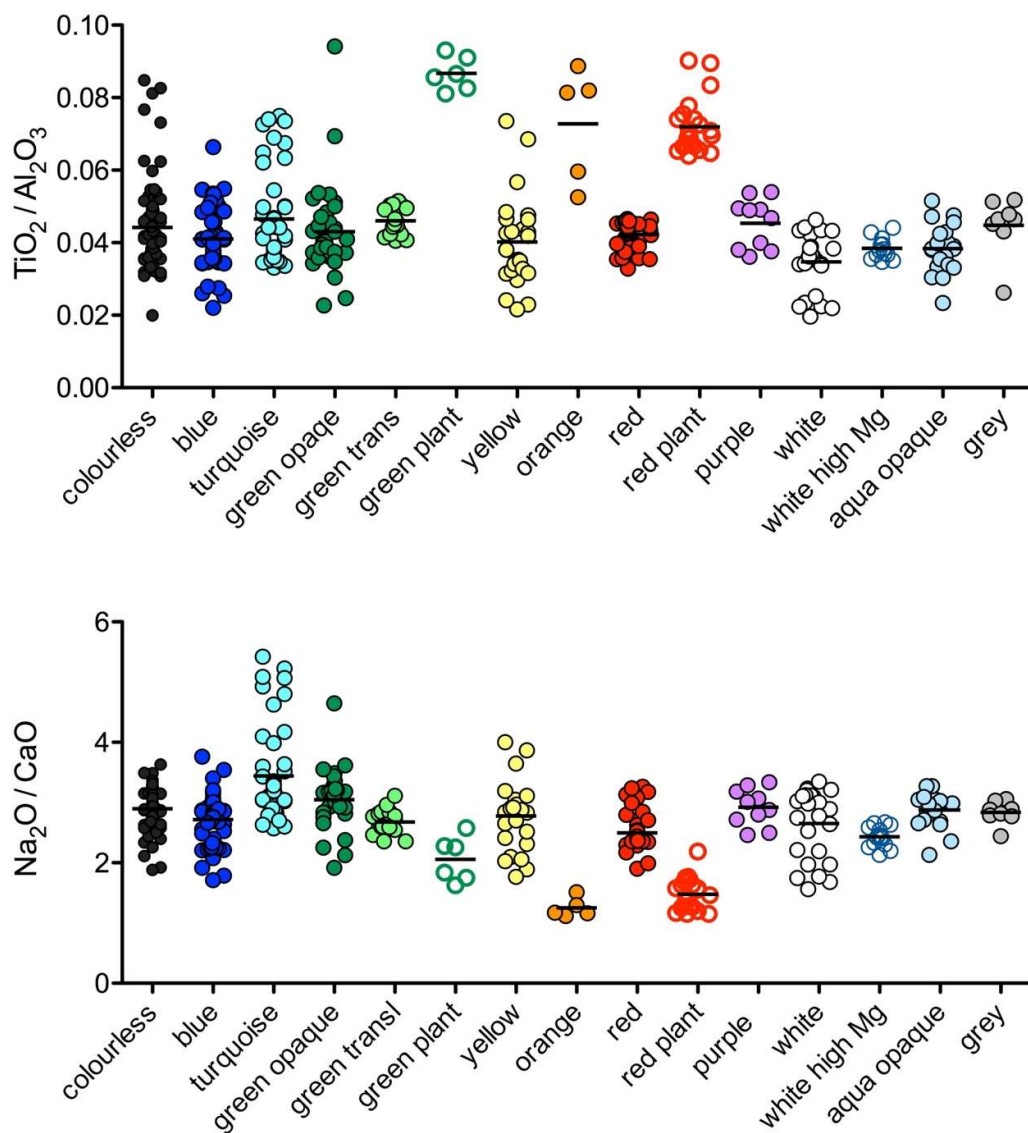 TiO₂ / Al₂O₃
0.10
0.08
0.06
0.04
0.02
0.00
colourless
blue
turquoise
green opaqe
green trans
green plant
yellow
orange
red
red plant
purple
white
white high Mg
aqua opaque
grey
Na₂O / CaO
6
4
2
0
colourless
blue
turquoise
green opaque
green transl
green plant
yellow
orange
red
red plant
purple
white
white high Mg
aqua opaque
grey